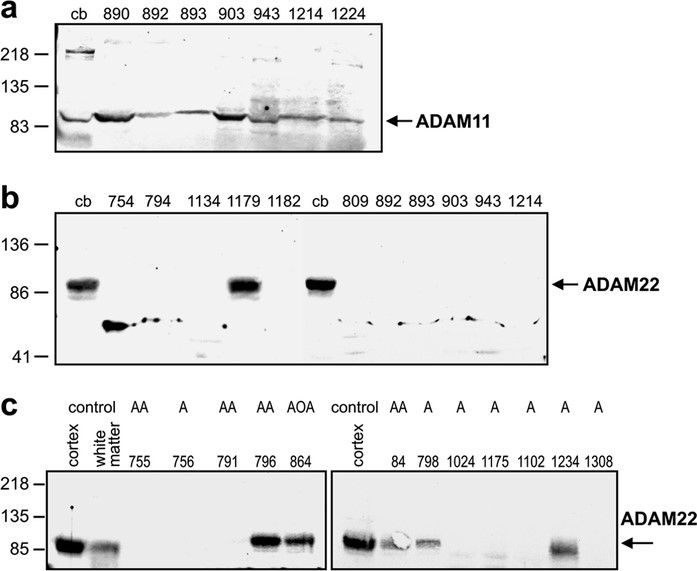 a
cb 890 892 893 903 943 1214 1224
218
135
83
ADAM11
b
cb 754 794 1134 1179 1182 cb 809 892 893 903 943 1214
136
86
41
ADAM22
c
control AA A AA AA AOA control AA A A A A A A
cortex white matter 755 756 791 796 864 cortex 84 798 1024 1175 1102 1234 1308
218
135
85
ADAM22